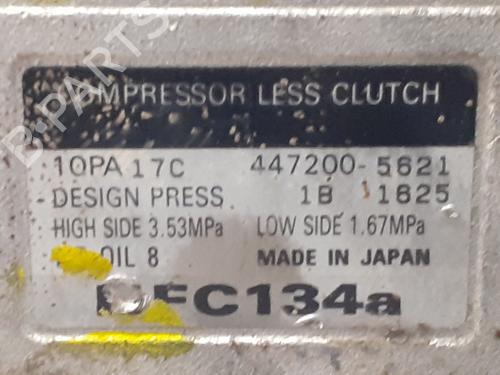 B-PARTS
COMPRESSOR LESS CLUTCH
10PA17C 447200-5621
DESIGN PRESS 1B 1825
HIGH SIDE 3.53MPa LOW SIDE 1.67MPa
OIL 8 MADE IN JAPAN
HFC134a